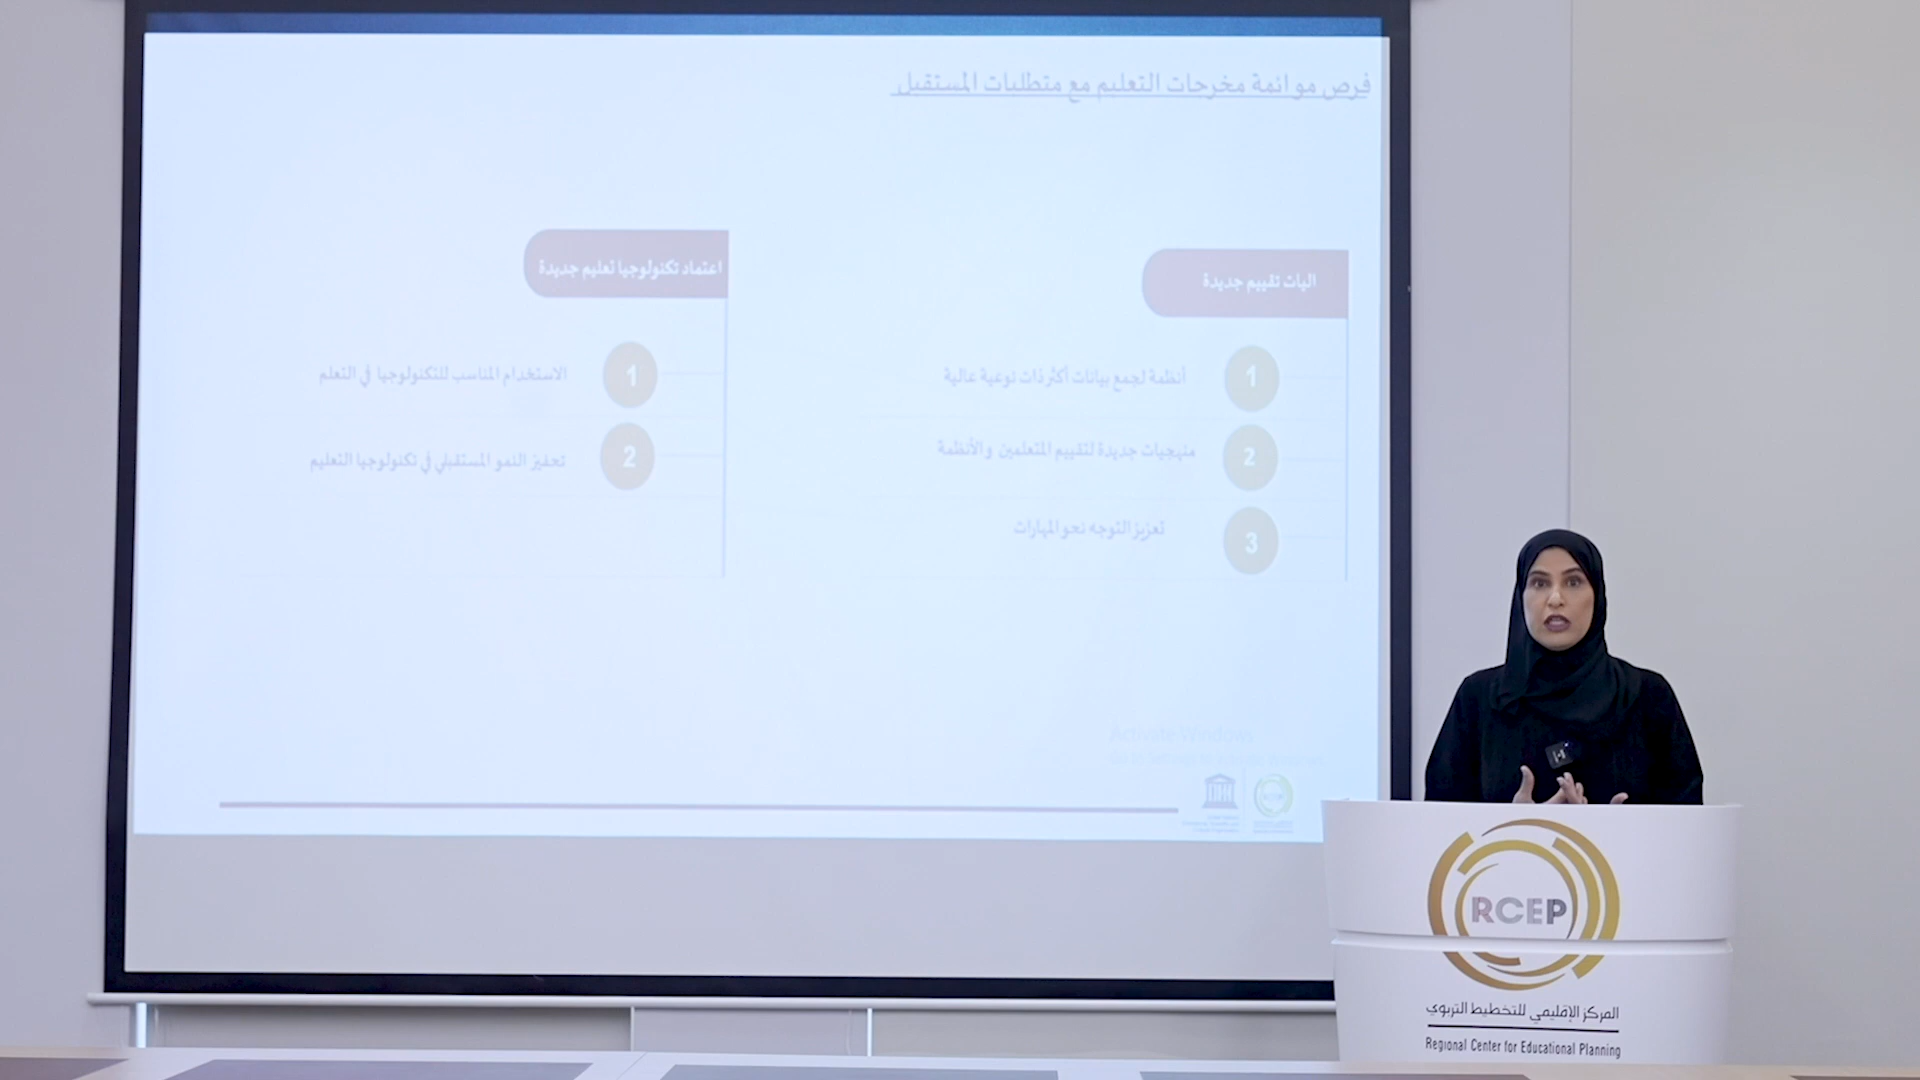 فرص موائمة مخرجات التعليم مع متطلبات المستقبل
اليات تقييم جديدة
1 أنظمة لجمع بيانات أكثر ذات نوعية عالية
2 منهجيات جديدة لتقييم المتعلمين والأنظمة
3 تعزيز التوجه نحو المهارات
اعتماد تكنولوجيا تعليم جديدة
1 الاستخدام المناسب للتكنولوجيا في التعلم
2 تحفيز النمو المستقبلي في تكنولوجيا التعليم
Activate Windows
RCEP
المركز الإقليمي للتخطيط التربوي
Regional Center for Educational Planning